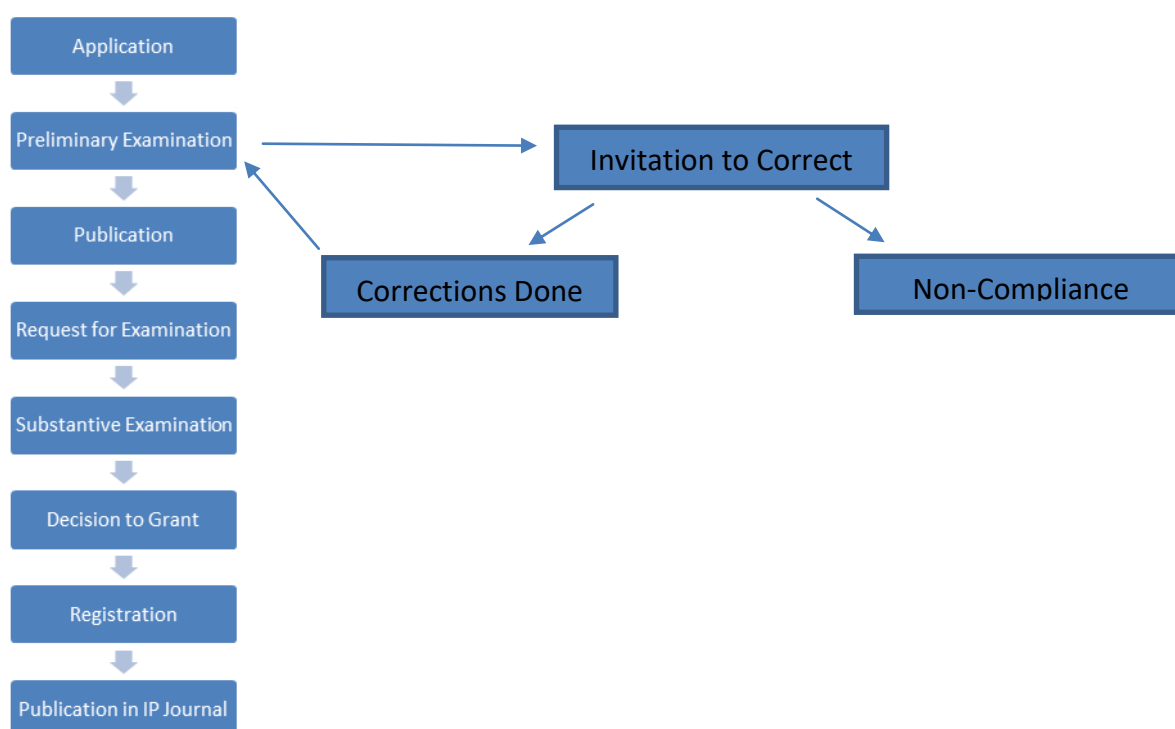 Application
Preliminary Examination
Invitation to Correct
Publication
Corrections Done
Non-Compliance
Request for Examination
Substantive Examination
Decision to Grant
Registration
Publication in IP Journal